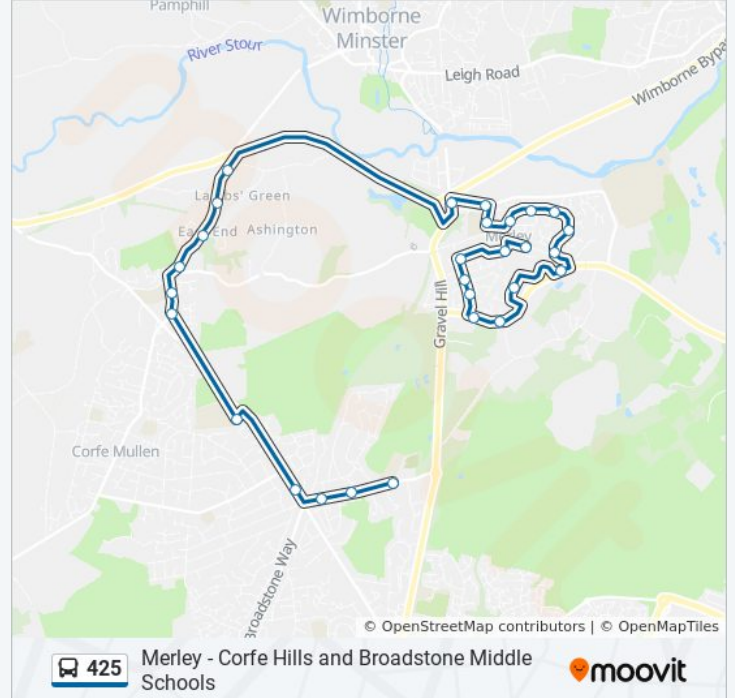 Pamphill
Wimborne
Minster
River Stour
Leigh Road
Wimborne Bypa
Lambs' Green
East End
Ashington
Merley
Gravel Hill
Corfe Mullen
Broadstone Way
© OpenStreetMap contributors | © OpenMapTiles
425
Merley - Corfe Hills and Broadstone Middle
Schools
moovit